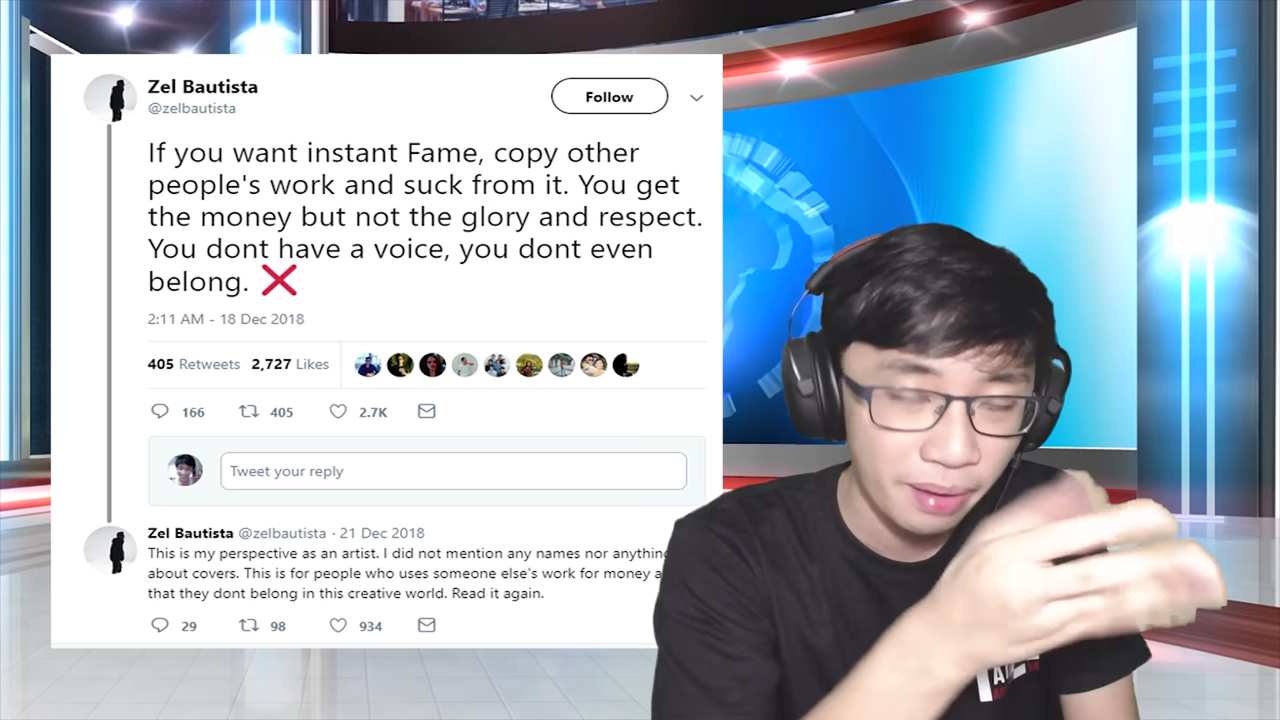 Zel Bautista
@zelbautista
Follow
If you want instant Fame, copy other
people's work and suck from it. You get
the money but not the glory and respect.
You dont have a voice, you dont even
belong. ❌
2:11 AM - 18 Dec 2018
405 Retweets 2,727 Likes
166 405 2.7K
Tweet your reply
Zel Bautista @zelbautista · 21 Dec 2018
This is my perspective as an artist. I did not mention any names nor
about covers. This is for people who uses someone else's work for money
that they dont belong in this creative world. Read it again.
29 98 934